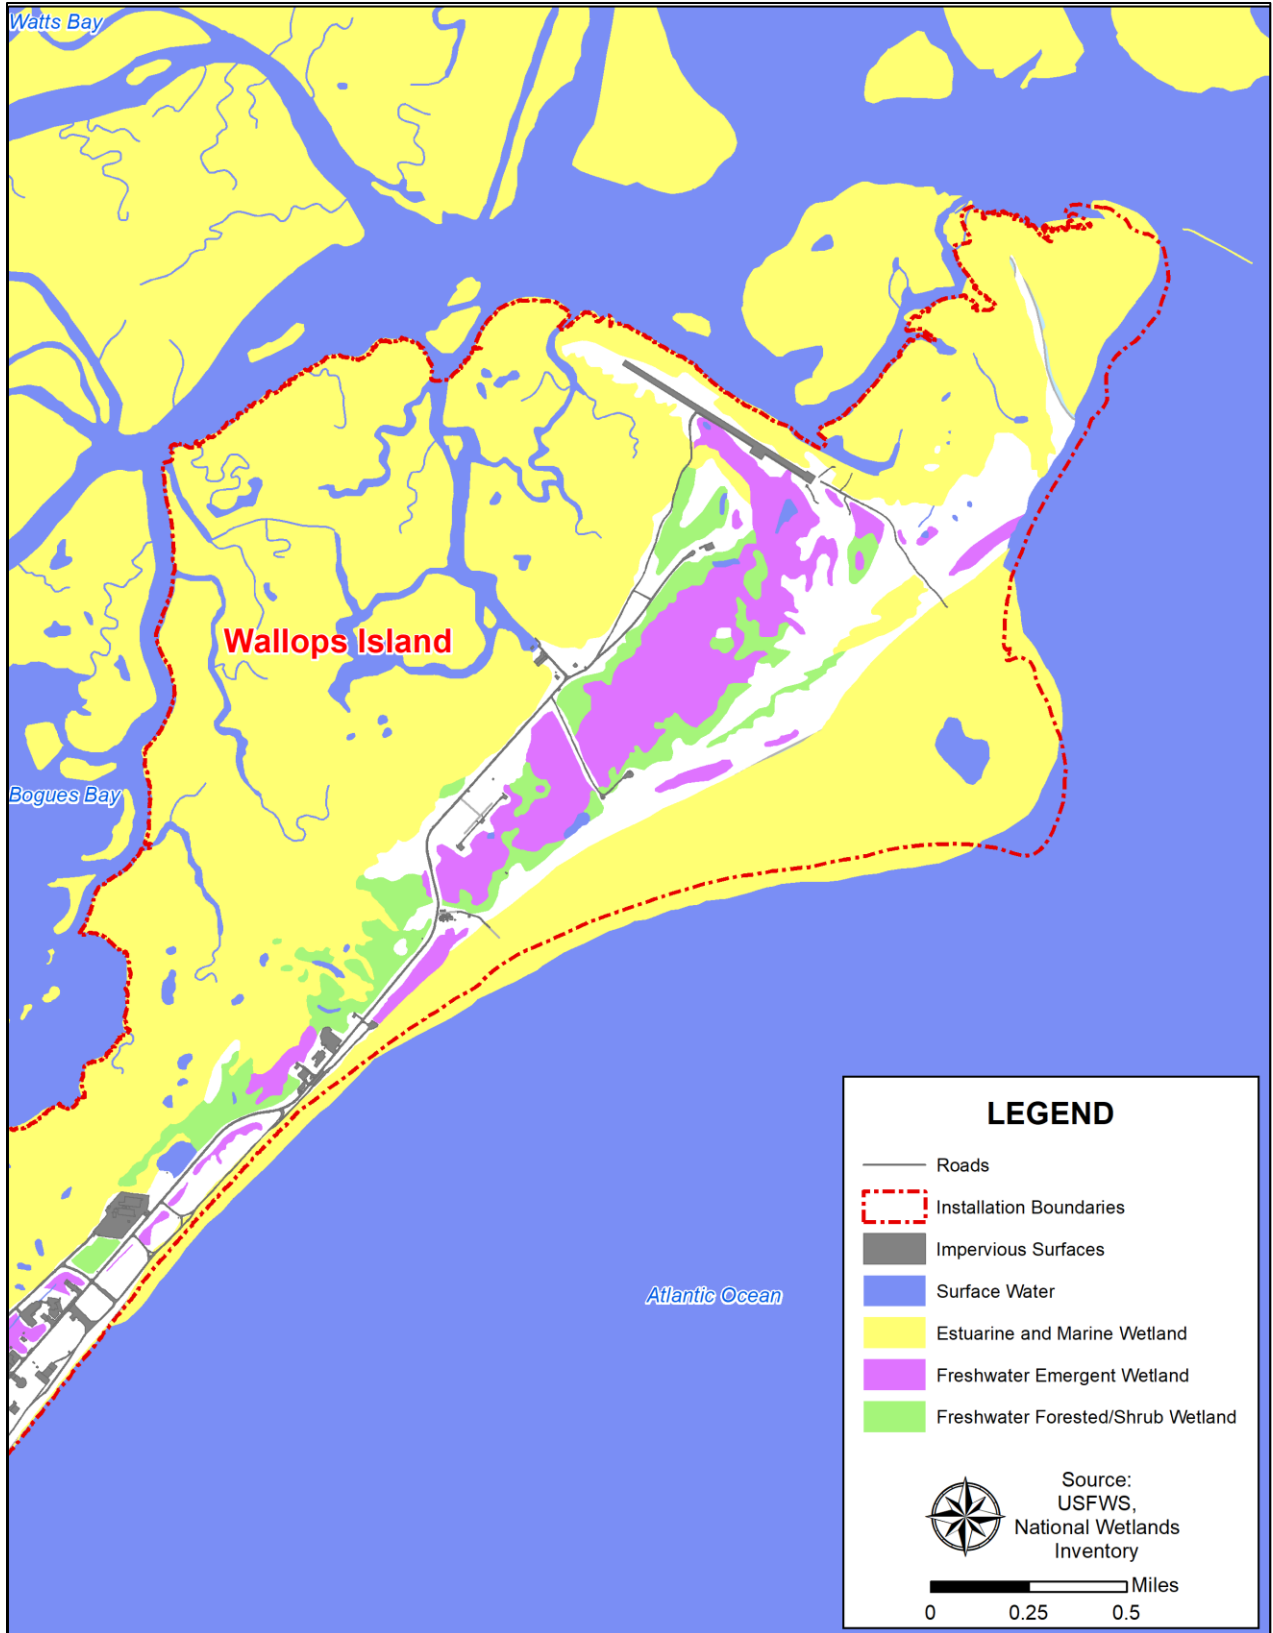 Watts Bay
Wallops Island
Bogues Bay
Atlantic Ocean
LEGEND
Roads
Installation Boundaries
Impervious Surfaces
Surface Water
Estuarine and Marine Wetland
Freshwater Emergent Wetland
Freshwater Forested/Shrub Wetland
Source:
USFWS,
National Wetlands
Inventory
Miles
0 0.25 0.5